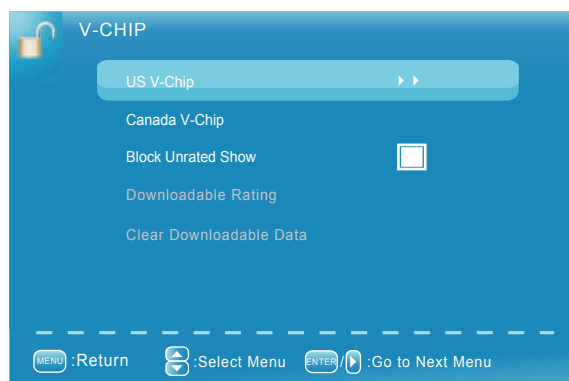 V-CHIP
US V-Chip
Canada V-Chip
Block Unrated Show
Downloadable Rating
Clear Downloadable Data
MENU :Return :Select Menu ENTER / :Go to Next Menu